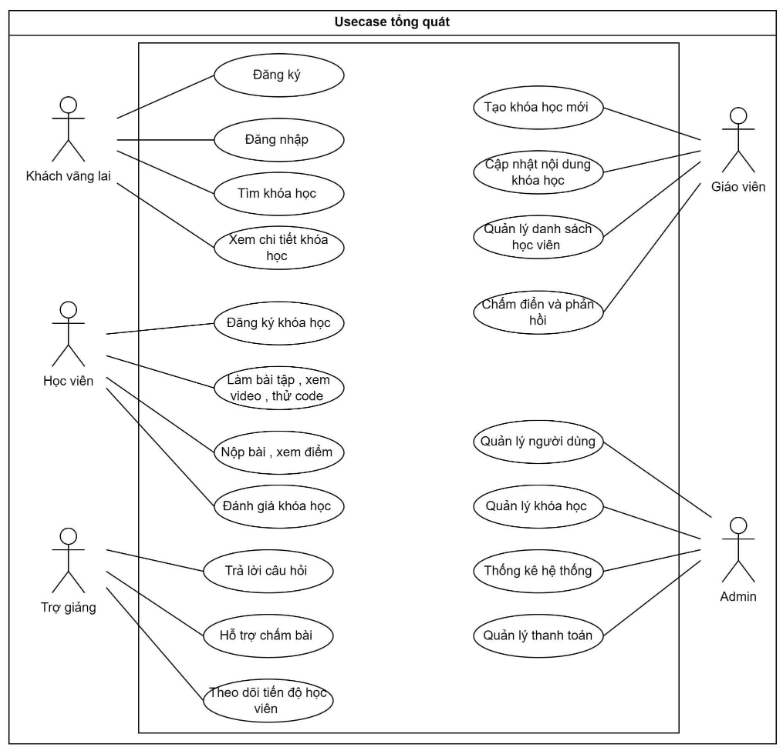 Usecase tổng quát
Đăng ký
Đăng nhập
Tìm khóa học
Xem chi tiết khóa
học
Khách vãng lai
Tạo khóa học mới
Cập nhật nội dung
khóa học
Quản lý danh sách
học viên
Chấm điển và phản
hồi
Giáo viên
Đăng ký khóa học
Làm bài tập , xem
video , thử code
Nộp bài , xem điểm
Đánh giá khóa học
Học viên
Quản lý người dùng
Quản lý khóa học
Thống kê hệ thống
Quản lý thanh toán
Admin
Trả lời câu hỏi
Hỗ trợ chấm bài
Theo dõi tiến độ học
viên
Trợ giảng